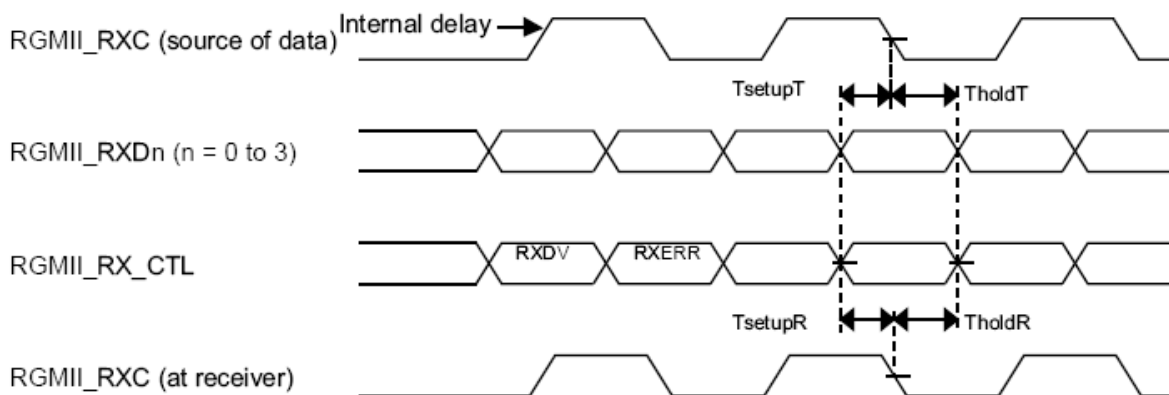 Internal delay
RGMII_RXC (source of data)
TsetupT TholdT
RGMII_RXDn (n = 0 to 3)
RXDV RXERR
RGMII_RX_CTL
TsetupR TholdR
RGMII_RXC (at receiver)